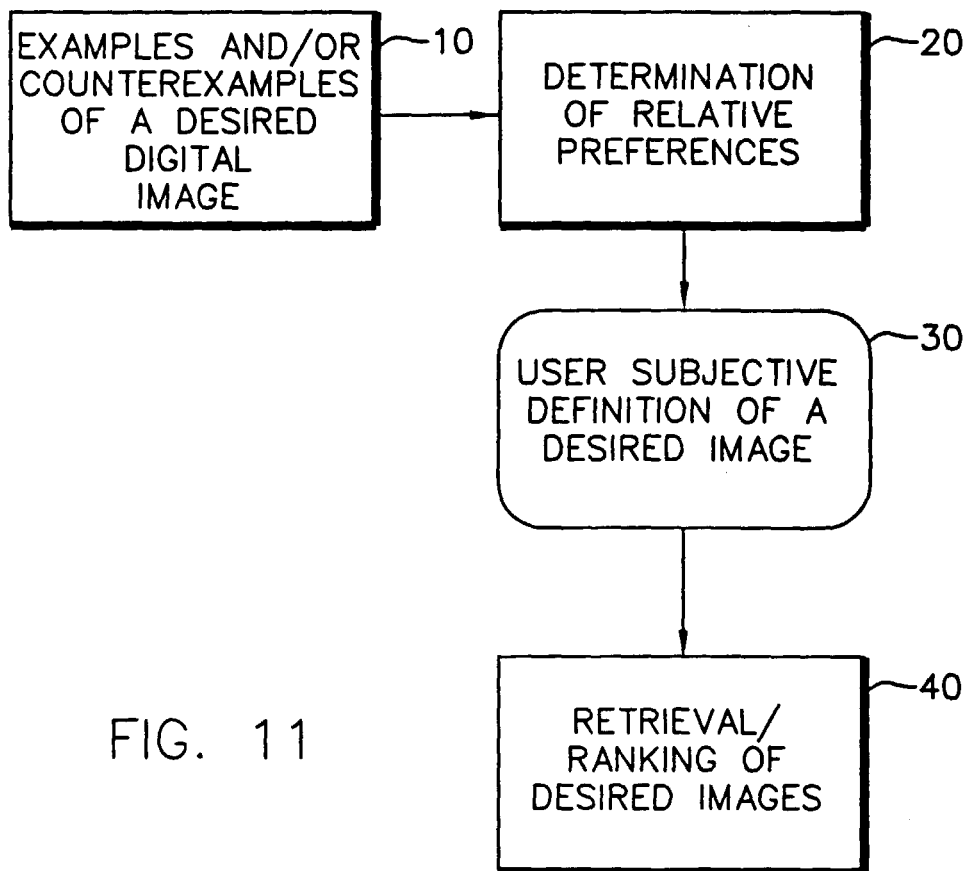 EXAMPLES AND/OR
COUNTEREXAMPLES
OF A DESIRED
DIGITAL
IMAGE
10
DETERMINATION
OF RELATIVE
PREFERENCES
20
USER SUBJECTIVE
DEFINITION OF A
DESIRED IMAGE
30
RETRIEVAL/
RANKING OF
DESIRED IMAGES
40
FIG. 11